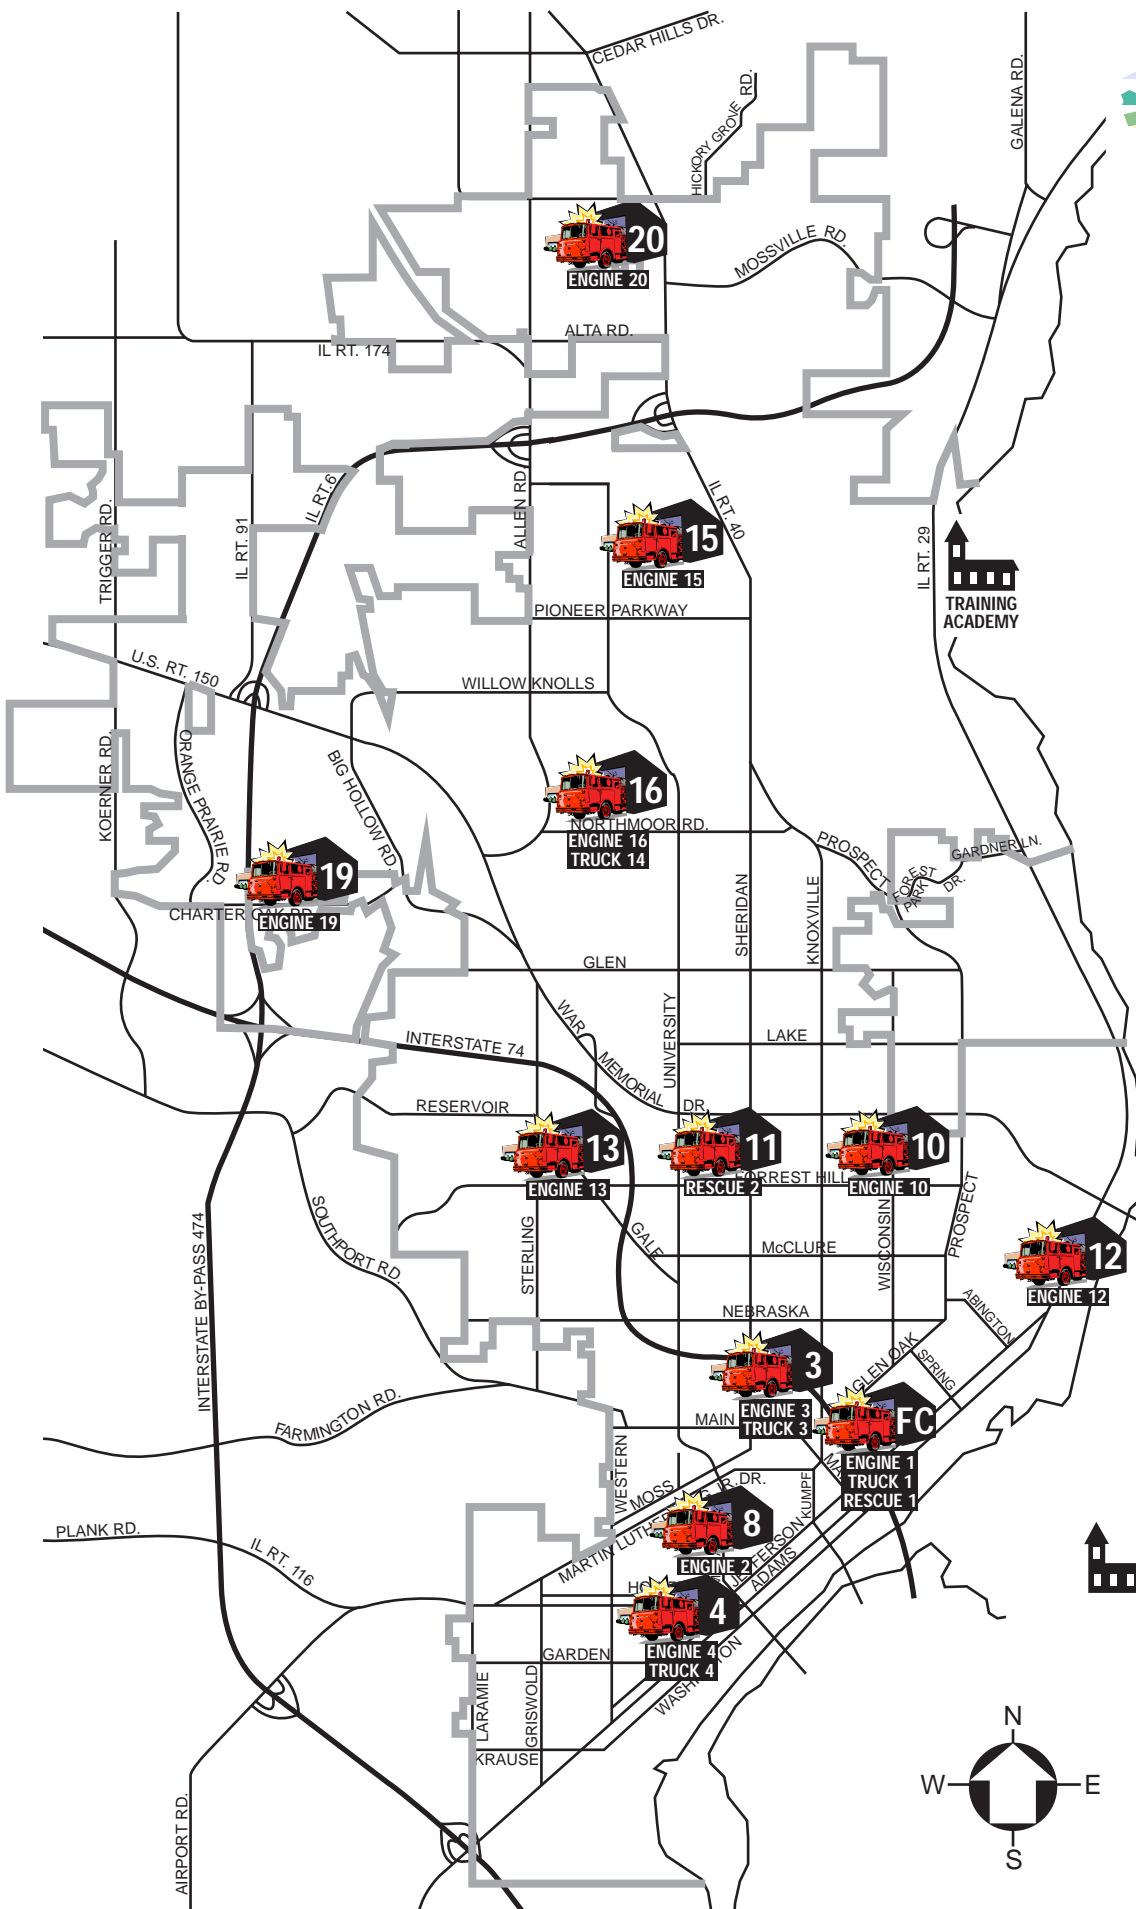 CEDAR HILLS DR.
GALENA RD.
HICKORY GROVE RD.
20
ENGINE 20
MOSSVILLE RD.
ALTA RD.
IL RT. 174
IL RT.6
ALLEN RD.
IL RT. 40
TRIGGER RD.
IL RT. 91
15
ENGINE 15
IL RT. 29
TRAINING
ACADEMY
PIONEER PARKWAY
U.S. RT. 150
WILLOW KNOLLS
ORANGE PRAIRIE RD.
KOERNER RD.
BIG HOLLOW RD.
16
NORTHMOOR RD.
ENGINE 16
TRUCK 14
PROSPECT
GARDNER LN.
FOREST
PARK
DR.
19
CHARTER OAK RD.
ENGINE 19
SHERIDAN
KNOXVILLE
GLEN
WAR
MEMORIAL
DR.
UNIVERSITY
LAKE
INTERSTATE 74
RESERVOIR
13
ENGINE 13
11
RESCUE 2
FORREST HILL
10
ENGINE 10
SOUTHPORT RD.
INTERSTATE BY-PASS 474
STERLING
GALE
McCLURE
WISCONSIN
PROSPECT
12
ENGINE 12
NEBRASKA
ABINGTON
SPRING
GLEN OAK
3
ENGINE 3
TRUCK 3
MAIN
FC
ENGINE 1
TRUCK 1
RESCUE 1
FARMINGTON RD.
WESTERN
MOSS
KUMPF
8
ENGINE 2
JEFFERSON
ADAMS
PLANK RD.
IL RT. 116
4
ENGINE 4
TRUCK 4
GARDEN
WASHINGTON
LARAMIE
GRISWOLD
KRAUSE
AIRPORT RD.
N
W
E
S